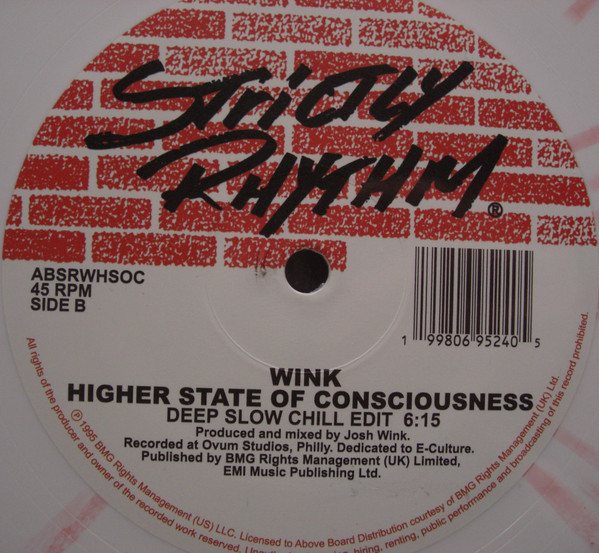 STRICTLY
RHYTHM
®
ABSRWHSOC
45 RPM
SIDE B
1 99806 95240 5
WINK
HIGHER STATE OF CONSCIOUSNESS
DEEP SLOW CHILL EDIT 6:15
Produced and mixed by Josh Wink.
Recorded at Ovum Studios, Philly. Dedicated to E-Culture.
Published by BMG Rights Management (UK) Limited,
EMI Music Publishing Ltd.
℗ 1995 BMG Rights Management (US) LLC. Licensed to Above Board Distribution courtesy of BMG Rights Management (UK) Ltd.
All rights of the producer and owner of the recorded work reserved. hiring, renting, public performance and broadcasting of this record prohibited.